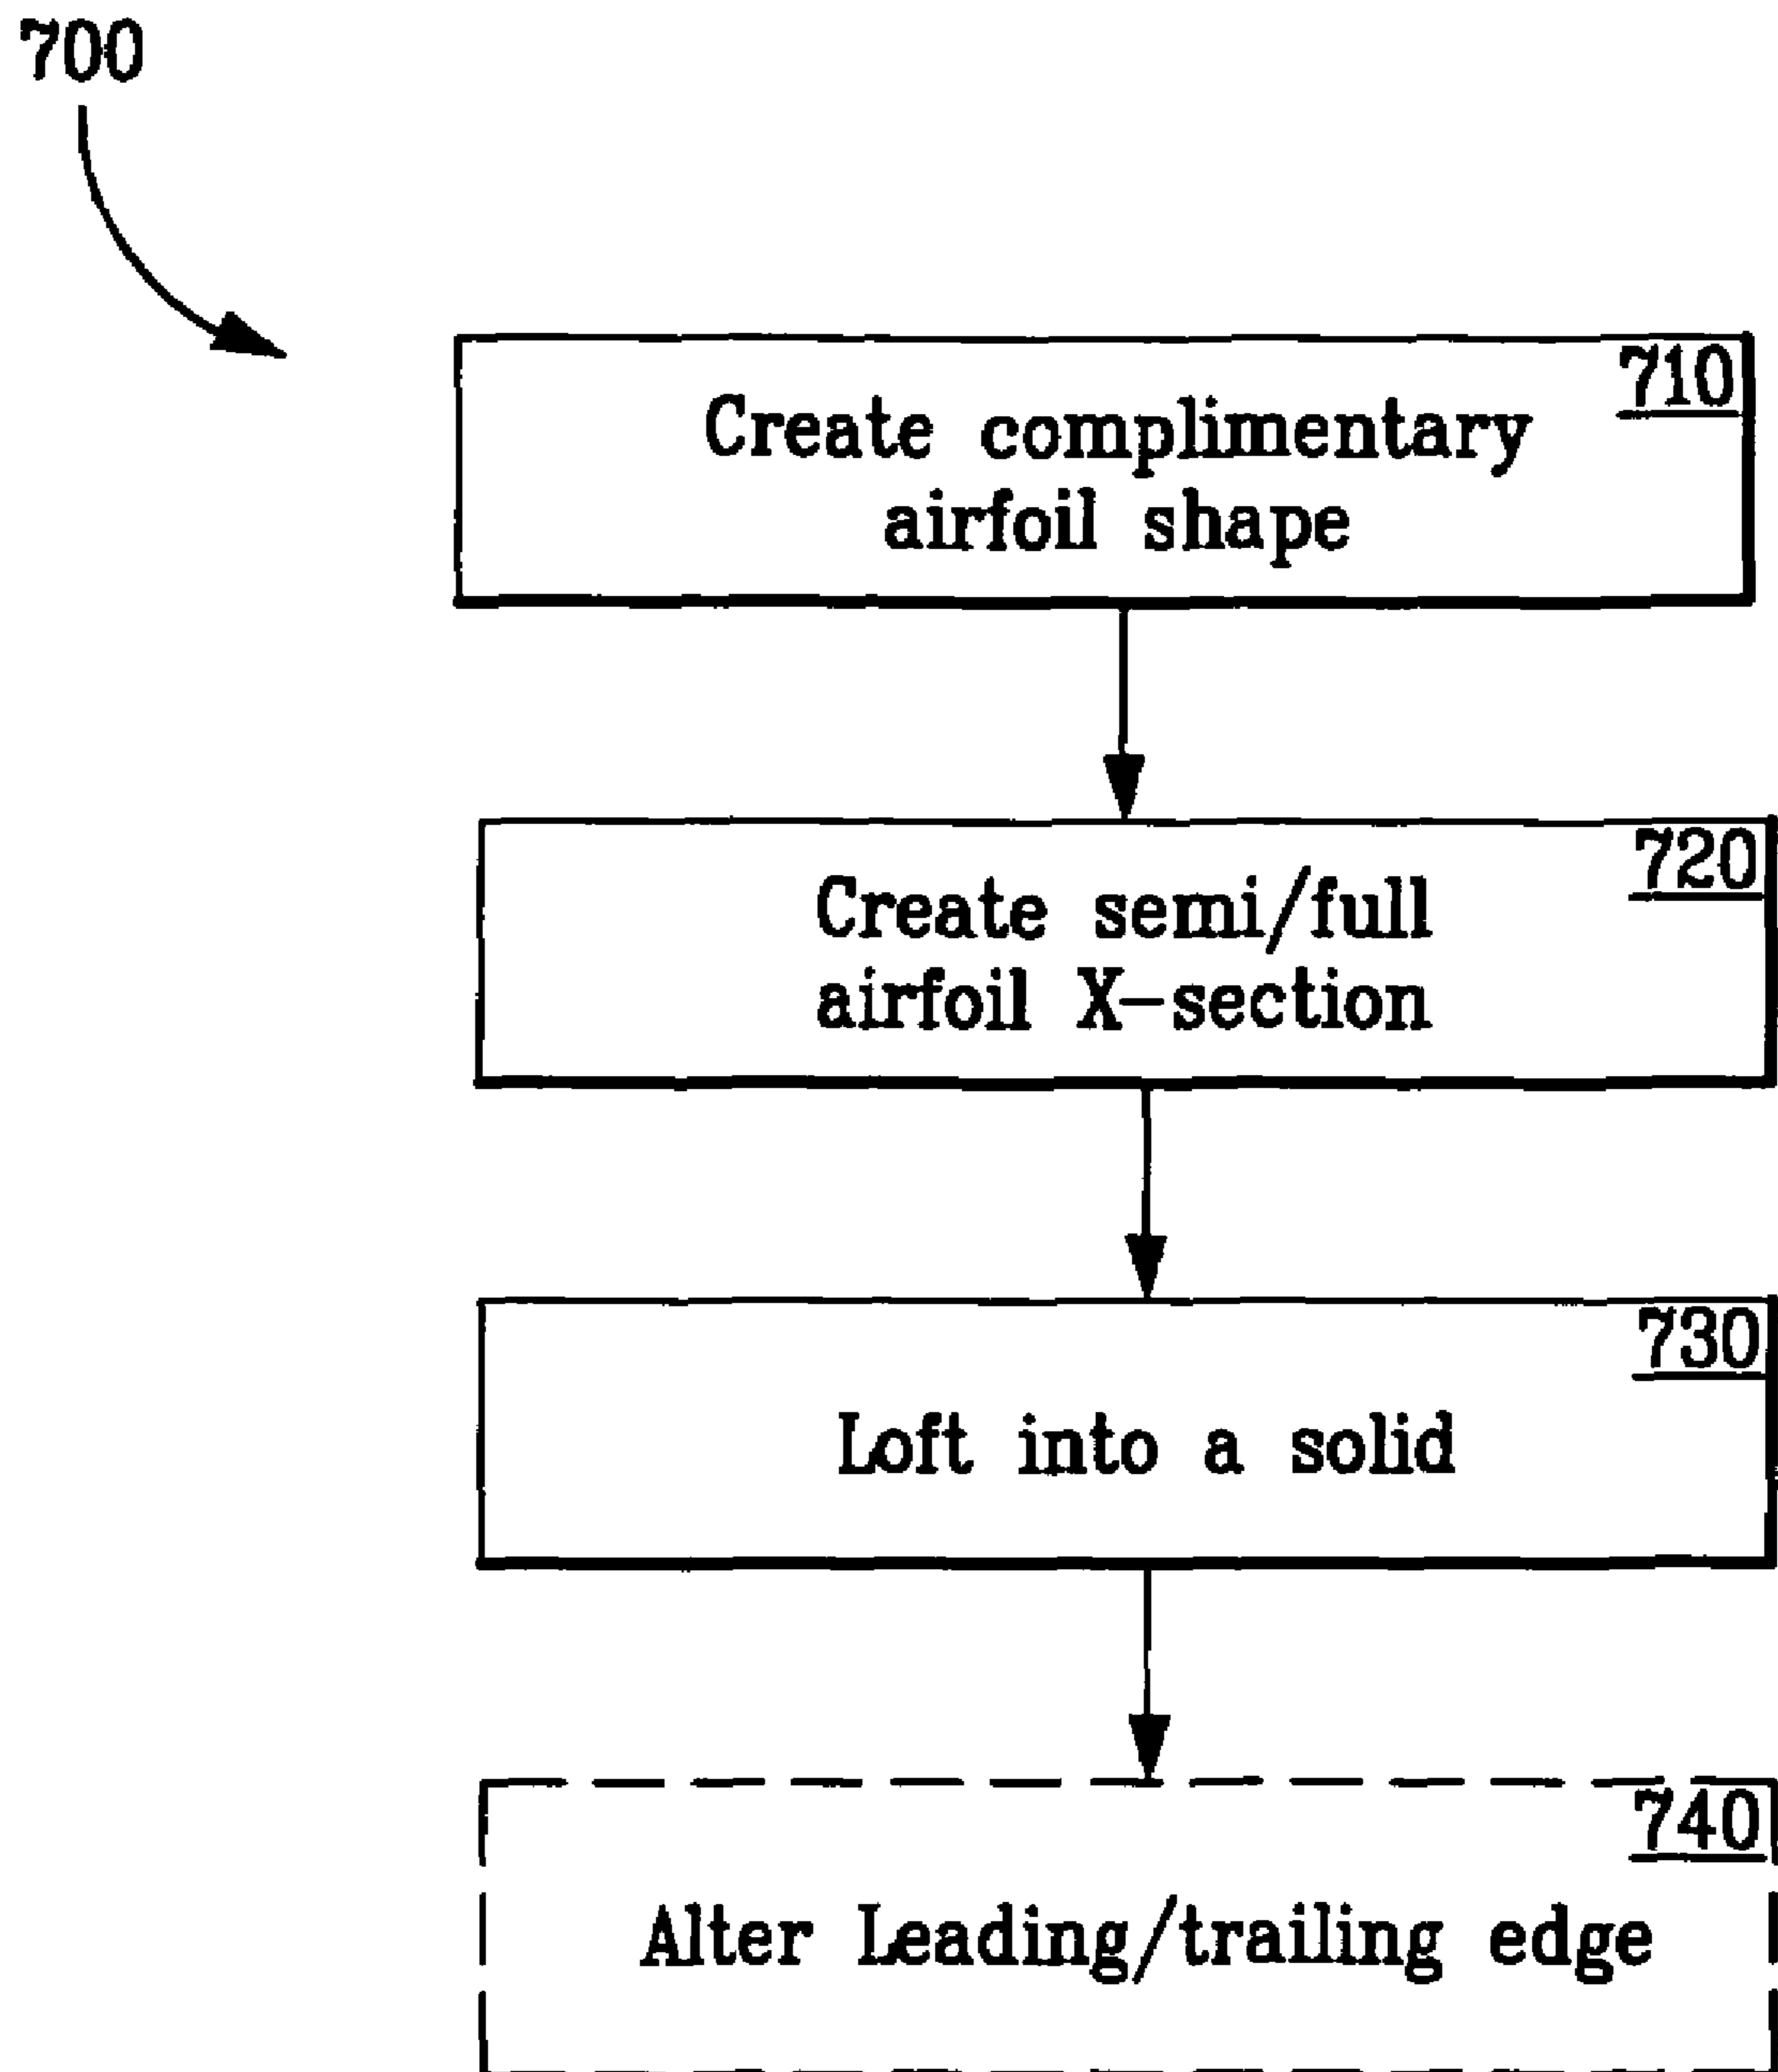 700
710
Create complimentary
airfoil shape
720
Create semi/full
airfoil X-section
730
Loft into a solid
740
Alter Leading/trailing edge